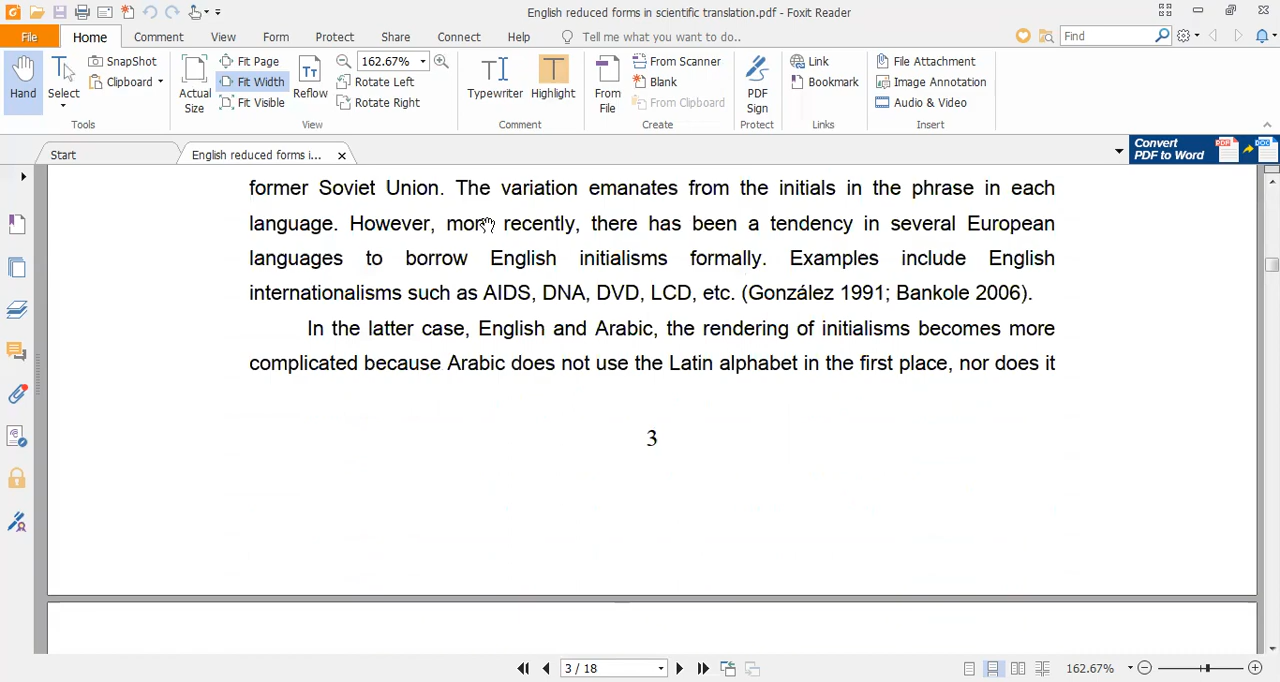 English reduced forms in scientific translation.pdf - Foxit Reader
File Home Comment View Form Protect Share Connect Help Tell me what you want to do.. Find
SnapShot Fit Page 162.67% Rotate Left From Scanner Link File Attachment
Clipboard Fit Width Blank Bookmark Image Annotation
Hand Select Actual Size Fit Visible Reflow Rotate Right Typewriter Highlight From File From Clipboard PDF Sign Audio & Video
Tools View Comment Create Protect Links Insert
Start English reduced forms i... Convert PDF to Word
former Soviet Union. The variation emanates from the initials in the phrase in each
language. However, more recently, there has been a tendency in several European
languages to borrow English initialisms formally. Examples include English
internationalisms such as AIDS, DNA, DVD, LCD, etc. (González 1991; Bankole 2006).
In the latter case, English and Arabic, the rendering of initialisms becomes more
complicated because Arabic does not use the Latin alphabet in the first place, nor does it
3
3 / 18 162.67%